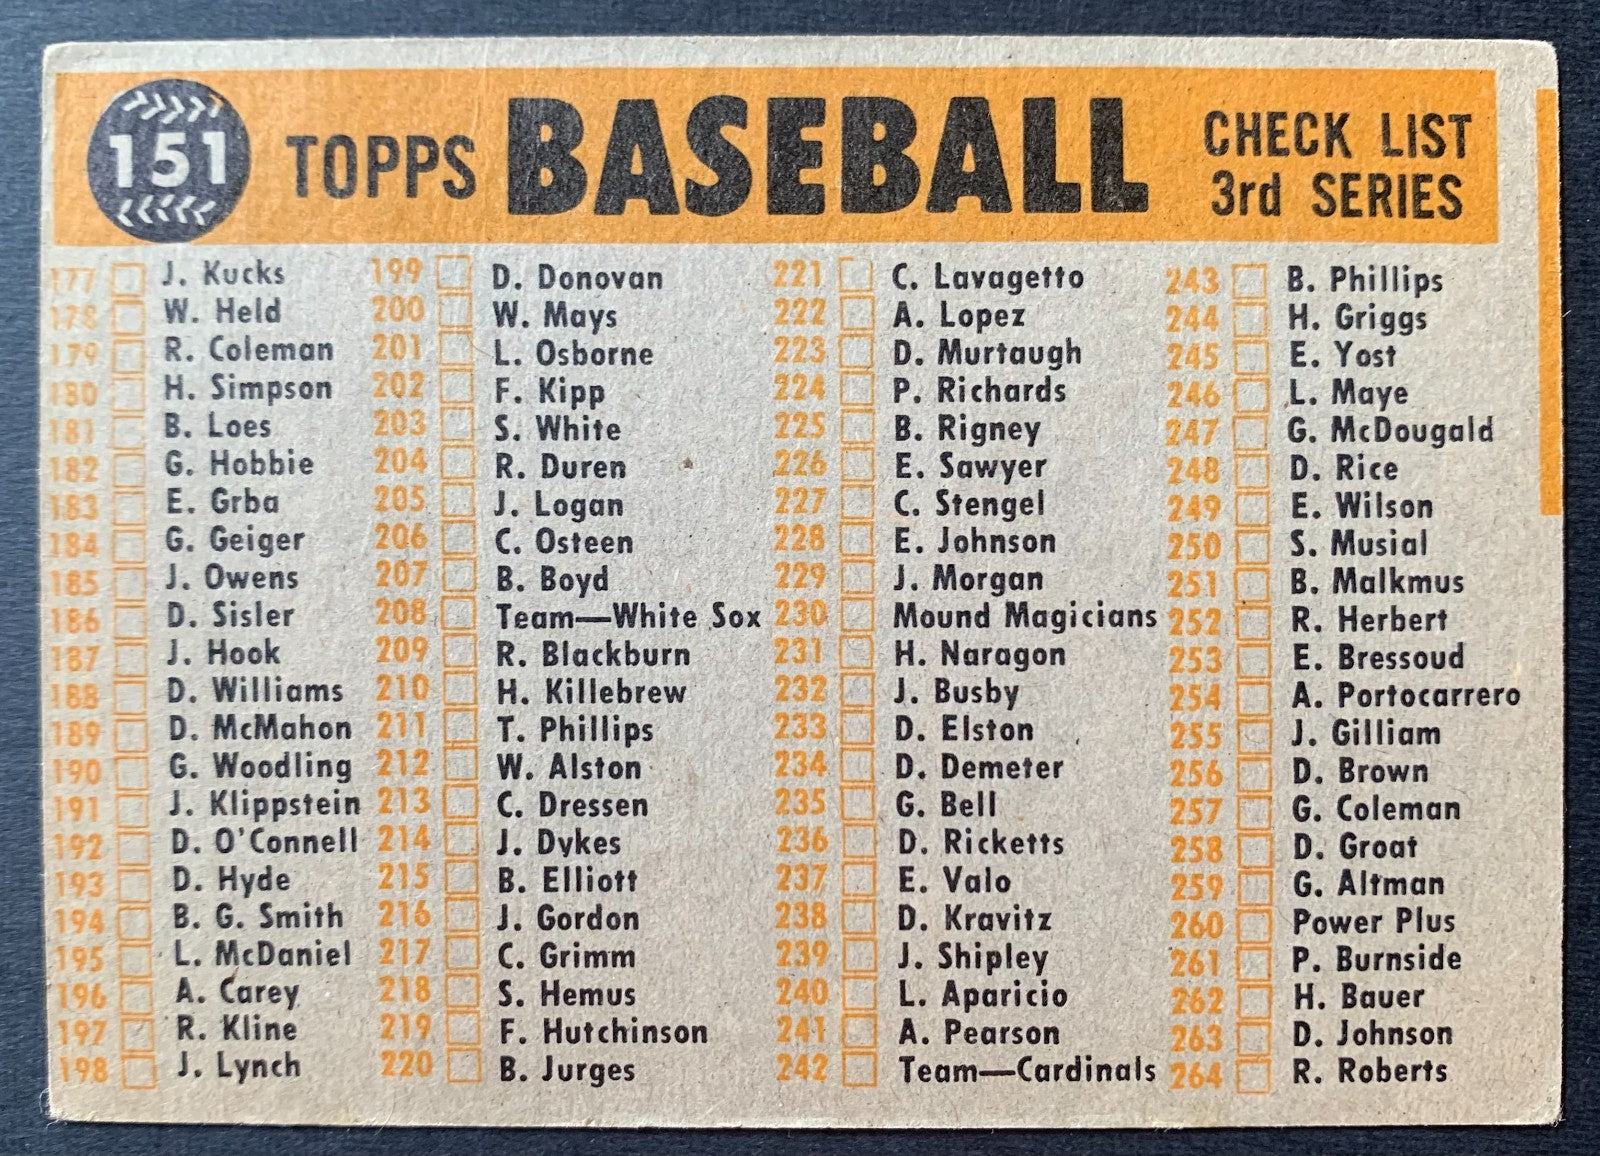 151 TOPPS BASEBALL CHECK LIST
3rd SERIES
177 J. Kucks
178 W. Held
179 R. Coleman
180 H. Simpson
181 B. Loes
182 G. Hobbie
183 E. Grba
184 G. Geiger
185 J. Owens
186 D. Sisler
187 J. Hook
188 D. Williams
189 D. McMahon
190 G. Woodling
191 J. Klippstein
192 D. O'Connell
193 D. Hyde
194 B. G. Smith
195 L. McDaniel
196 A. Carey
197 R. Kline
198 J. Lynch
199 D. Donovan
200 W. Mays
201 L. Osborne
202 F. Kipp
203 S. White
204 R. Duren
205 J. Logan
206 C. Osteen
207 B. Boyd
208 Team—White Sox
209 R. Blackburn
210 H. Killebrew
211 T. Phillips
212 W. Alston
213 C. Dressen
214 J. Dykes
215 B. Elliott
216 J. Gordon
217 C. Grimm
218 S. Hemus
219 F. Hutchinson
220 B. Jurges
221 C. Lavagetto
222 A. Lopez
223 D. Murtaugh
224 P. Richards
225 B. Rigney
226 E. Sawyer
227 C. Stengel
228 E. Johnson
229 J. Morgan
230 Mound Magicians
231 H. Naragon
232 J. Busby
233 D. Elston
234 D. Demeter
235 G. Bell
236 D. Ricketts
237 E. Valo
238 D. Kravitz
239 J. Shipley
240 L. Aparicio
241 A. Pearson
242 Team—Cardinals
243 B. Phillips
244 H. Griggs
245 E. Yost
246 L. Maye
247 G. McDougald
248 D. Rice
249 E. Wilson
250 S. Musial
251 B. Malkmus
252 R. Herbert
253 E. Bressoud
254 A. Portocarrero
255 J. Gilliam
256 D. Brown
257 G. Coleman
258 D. Groat
259 G. Altman
260 Power Plus
261 P. Burnside
262 H. Bauer
263 D. Johnson
264 R. Roberts